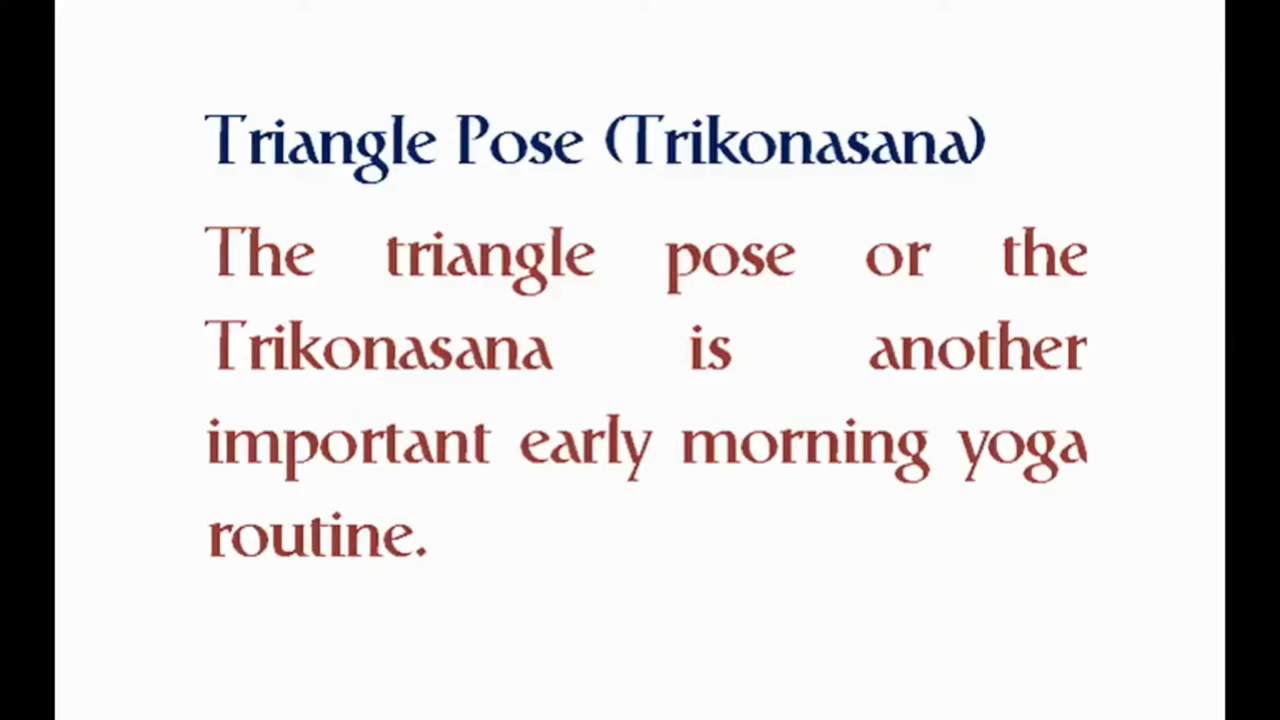 Triangle Pose (Trikonasana)
The triangle pose or the
Trikonasana is another
important early morning yoga
routine.